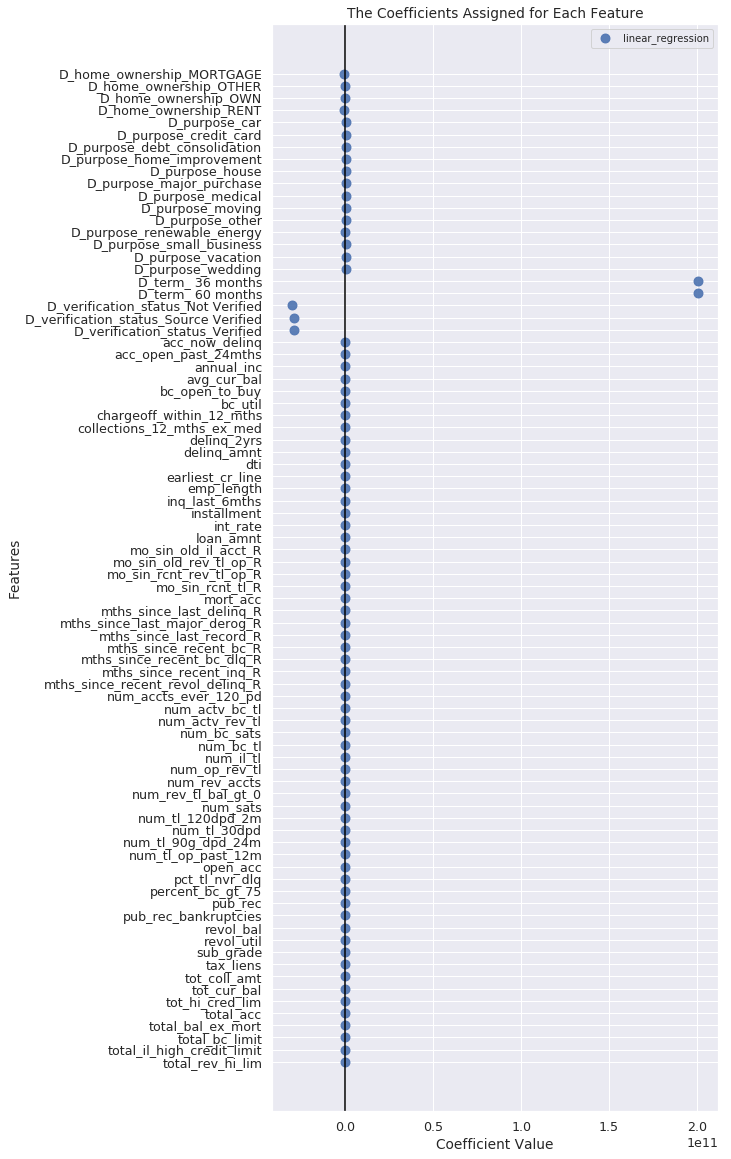 The Coefficients Assigned for Each Feature
linear_regression
D_home_ownership_MORTGAGE
D_home_ownership_OTHER
D_home_ownership_OWN
D_home_ownership_RENT
D_purpose_car
D_purpose_credit_card
D_purpose_debt_consolidation
D_purpose_home_improvement
D_purpose_house
D_purpose_major_purchase
D_purpose_medical
D_purpose_moving
D_purpose_other
D_purpose_renewable_energy
D_purpose_small_business
D_purpose_vacation
D_purpose_wedding
D_term_ 36 months
D_term_ 60 months
D_verification_status_Not Verified
D_verification_status_Source Verified
D_verification_status_Verified
acc_now_delinq
acc_open_past_24mths
annual_inc
avg_cur_bal
bc_open_to_buy
bc_util
chargeoff_within_12_mths
collections_12_mths_ex_med
delinq_2yrs
delinq_amnt
dti
earliest_cr_line
emp_length
inq_last_6mths
installment
int_rate
loan_amnt
mo_sin_old_il_acct_R
mo_sin_old_rev_tl_op_R
mo_sin_rcnt_rev_tl_op_R
mo_sin_rcnt_tl_R
mort_acc
mths_since_last_delinq_R
mths_since_last_major_derog_R
mths_since_last_record_R
mths_since_recent_bc_R
mths_since_recent_bc_dlq_R
mths_since_recent_inq_R
mths_since_recent_revol_delinq_R
num_accts_ever_120_pd
num_actv_bc_tl
num_actv_rev_tl
num_bc_sats
num_bc_tl
num_il_tl
num_op_rev_tl
num_rev_accts
num_rev_tl_bal_gt_0
num_sats
num_tl_120dpd_2m
num_tl_30dpd
num_tl_90g_dpd_24m
num_tl_op_past_12m
open_acc
pct_tl_nvr_dlq
percent_bc_gt_75
pub_rec
pub_rec_bankruptcies
revol_bal
revol_util
sub_grade
tax_liens
tot_coll_amt
tot_cur_bal
tot_hi_cred_lim
total_acc
total_bal_ex_mort
total_bc_limit
total_il_high_credit_limit
total_rev_hi_lim
Features
0.0 0.5 1.0 1.5 2.0
1e11
Coefficient Value